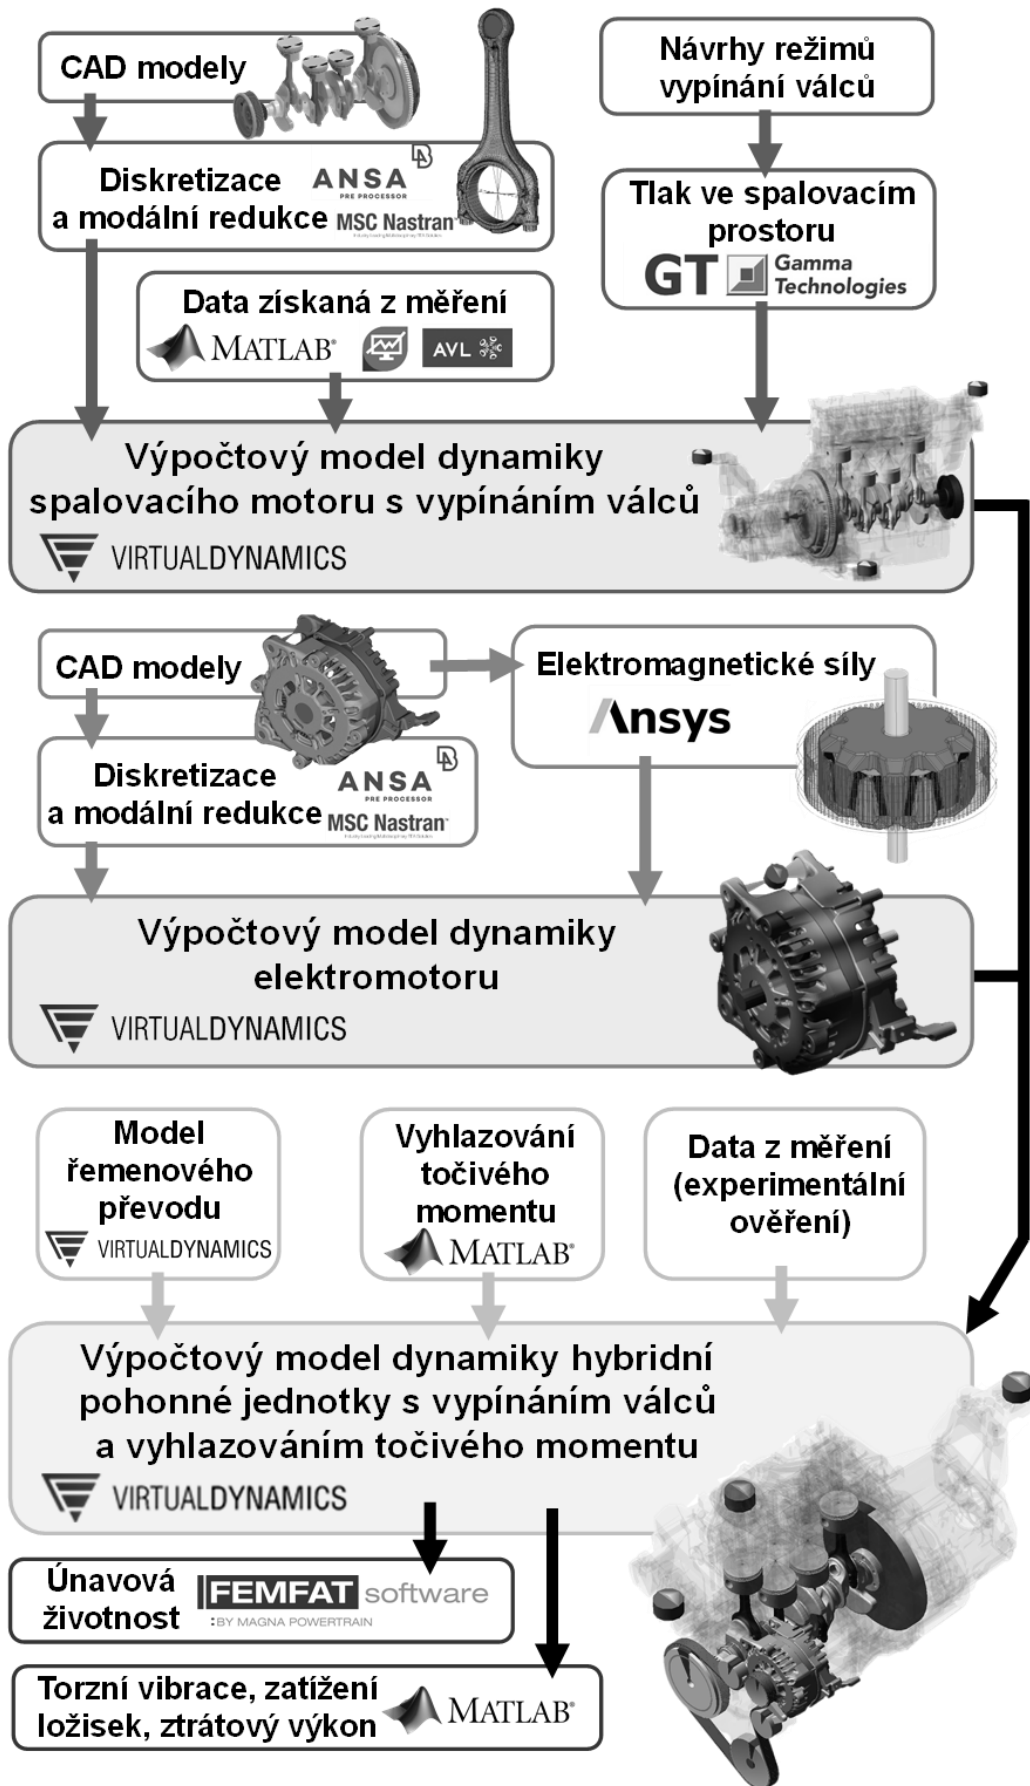 CAD modely
Návrhy režimů
vypínání válců
Diskretizace
a modální redukce
ANSA
PRE PROCESSOR
MSC Nastran
Tlak ve spalovacím
prostoru
GT Gamma
Technologies
Data získaná z měření
MATLAB®
AVL
Výpočtový model dynamiky
spalovacího motoru s vypínáním válců
VIRTUALDYNAMICS
CAD modely
Elektromagnetické síly
Ansys
Diskretizace
a modální redukce
ANSA
PRE PROCESSOR
MSC Nastran
Výpočtový model dynamiky
elektromotoru
VIRTUALDYNAMICS
Model
řemenového
převodu
VIRTUALDYNAMICS
Vyhlazování
točivého
momentu
MATLAB®
Data z měření
(experimentální
ověření)
Výpočtový model dynamiky hybridní
pohonné jednotky s vypínáním válců
a vyhlazováním točivého momentu
VIRTUALDYNAMICS
Únavová
životnost
FEMFAT software
:BY MAGNA POWERTRAIN
Torzní vibrace, zatížení
ložisek, ztrátový výkon
MATLAB®